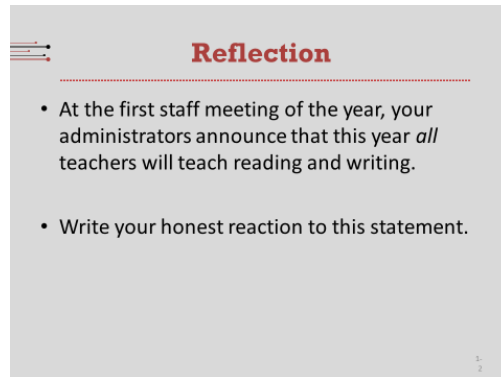 Reflection
• At the first staff meeting of the year, your
administrators announce that this year all
teachers will teach reading and writing.
• Write your honest reaction to this statement.
1-
2